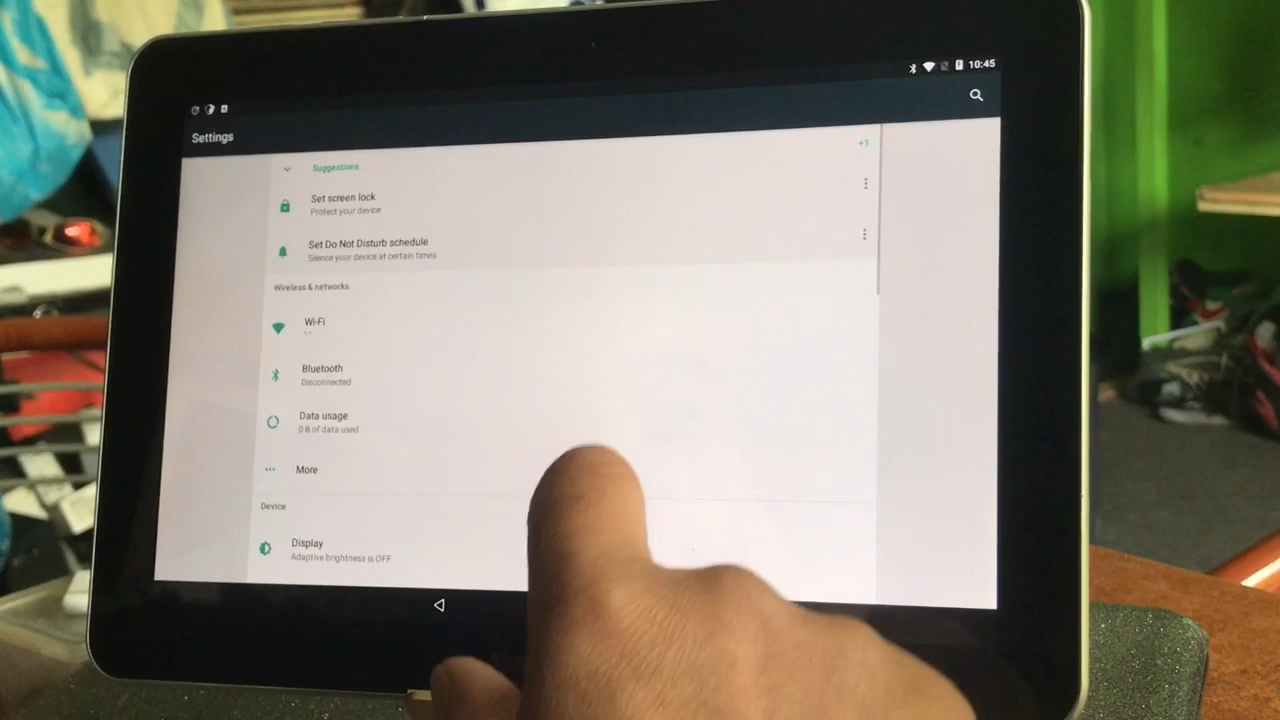 10:45
Settings
Suggestions
+1
Set screen lock
Protect your device
Set Do Not Disturb schedule
Silence your device at certain times
Wireless & networks
Wi-Fi
Bluetooth
Disconnected
Data usage
0 B of data used
More
Device
Display
Adaptive brightness is OFF